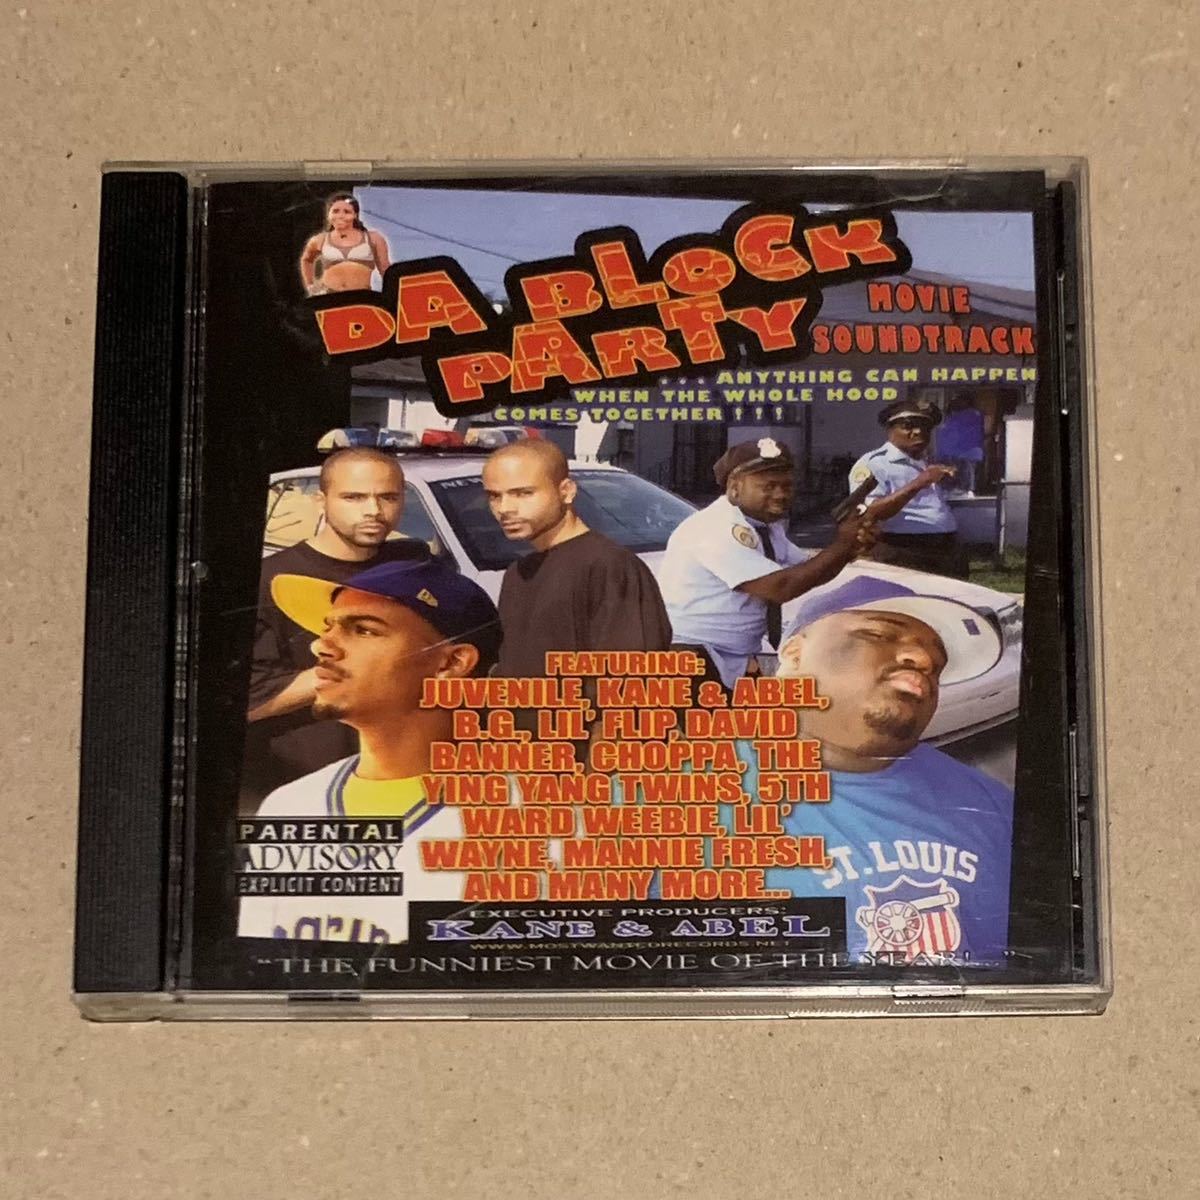 DA BLOCK
PARTY
MOVIE
SOUNDTRACK
... ANYTHING CAN HAPPEN
WHEN THE WHOLE HOOD
COMES TOGETHER!!!
NEW
FEATURING:
JUVENILE, KANE & ABEL,
B.G., LIL' FLIP, DAVID
BANNER, CHOPPA, THE
YING YANG TWINS, 5TH
WARD WEEBIE, LIL'
WAYNE, MANNIE FRESH,
AND MANY MORE...
PARENTAL
ADVISORY
EXPLICIT CONTENT
ST. LOUIS
EXECUTIVE PRODUCERS:
KANE & ABEL
WWW.MOSTWANTEDRECORDS.NET
"THE FUNNIEST MOVIE OF THE YEAR!..."